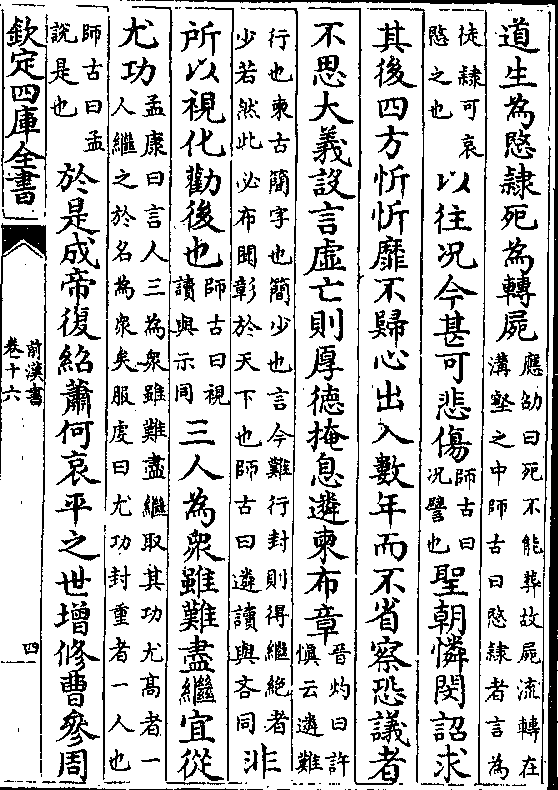 道生為愍隸死為轉屍應劭曰死不能葬故屍流轉在溝壑之中師古曰愍隸者言為
徒隸可哀愍之也以往况今甚可悲傷師古曰况譬也聖朝憐閔詔求
其後四方忻忻靡不歸心出入數年而不省察恐議者
不思大義設言虛亡則厚德掩息遴柬布章晉灼曰許慎云遴難
行也柬古簡字也簡少也言今難行封則得繼絶者少若然此必布聞彰於天下也師古曰遴讀與吝同非
所以視化勸後也師古曰視讀與示同三人為衆雖難盡繼宜從
尤功孟康曰言人三為衆雖難盡繼取其功尤高者一人繼之於名為衆矣服虔曰尤功封重者一人也
師古曰孟說是也於是成帝復紹蕭何哀平之世增修曹參周
欽定四庫全書
前漢書
卷十六
四